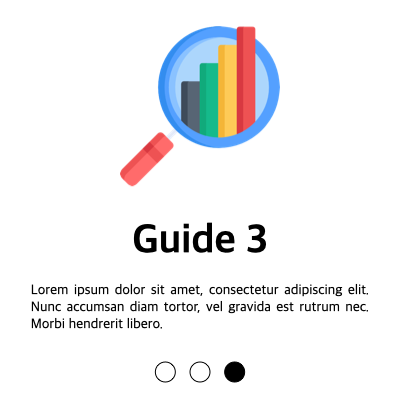 Guide 3
Lorem ipsum dolor sit amet, consectetur adipiscing elit.
Nunc accumsan diam tortor, vel gravida est rutrum nec.
Morbi hendrerit libero.